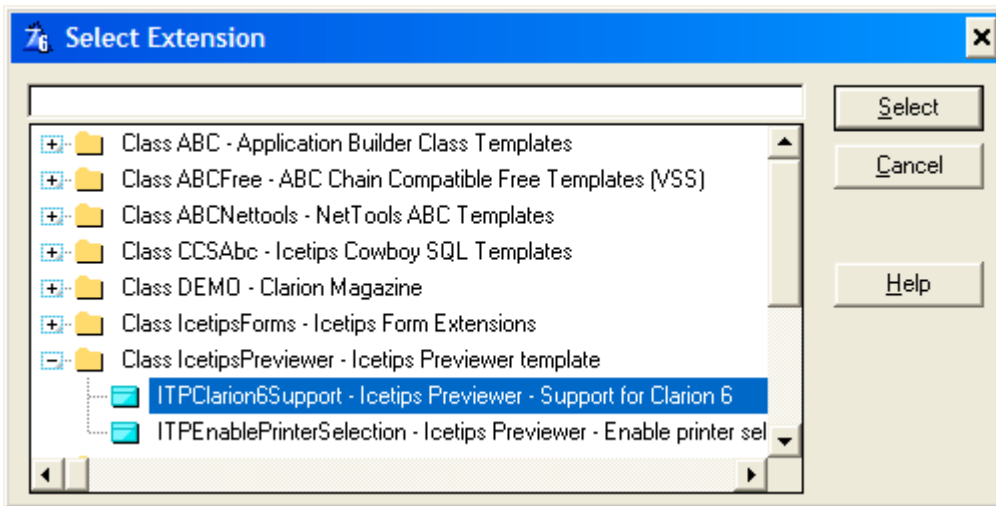 Select Extension
Class ABC - Application Builder Class Templates
Class ABCFree - ABC Chain Compatible Free Templates (VSS)
Class ABCNettools - NetTools ABC Templates
Class CCSAbc - Icetips Cowboy SQL Templates
Class DEMO - Clarion Magazine
Class IcetipsForms - Icetips Form Extensions
Class IcetipsPreviewer - Icetips Previewer template
ITPClarion6Support - Icetips Previewer - Support for Clarion 6
ITPEnablePrinterSelection - Icetips Previewer - Enable printer sel
Select
Cancel
Help